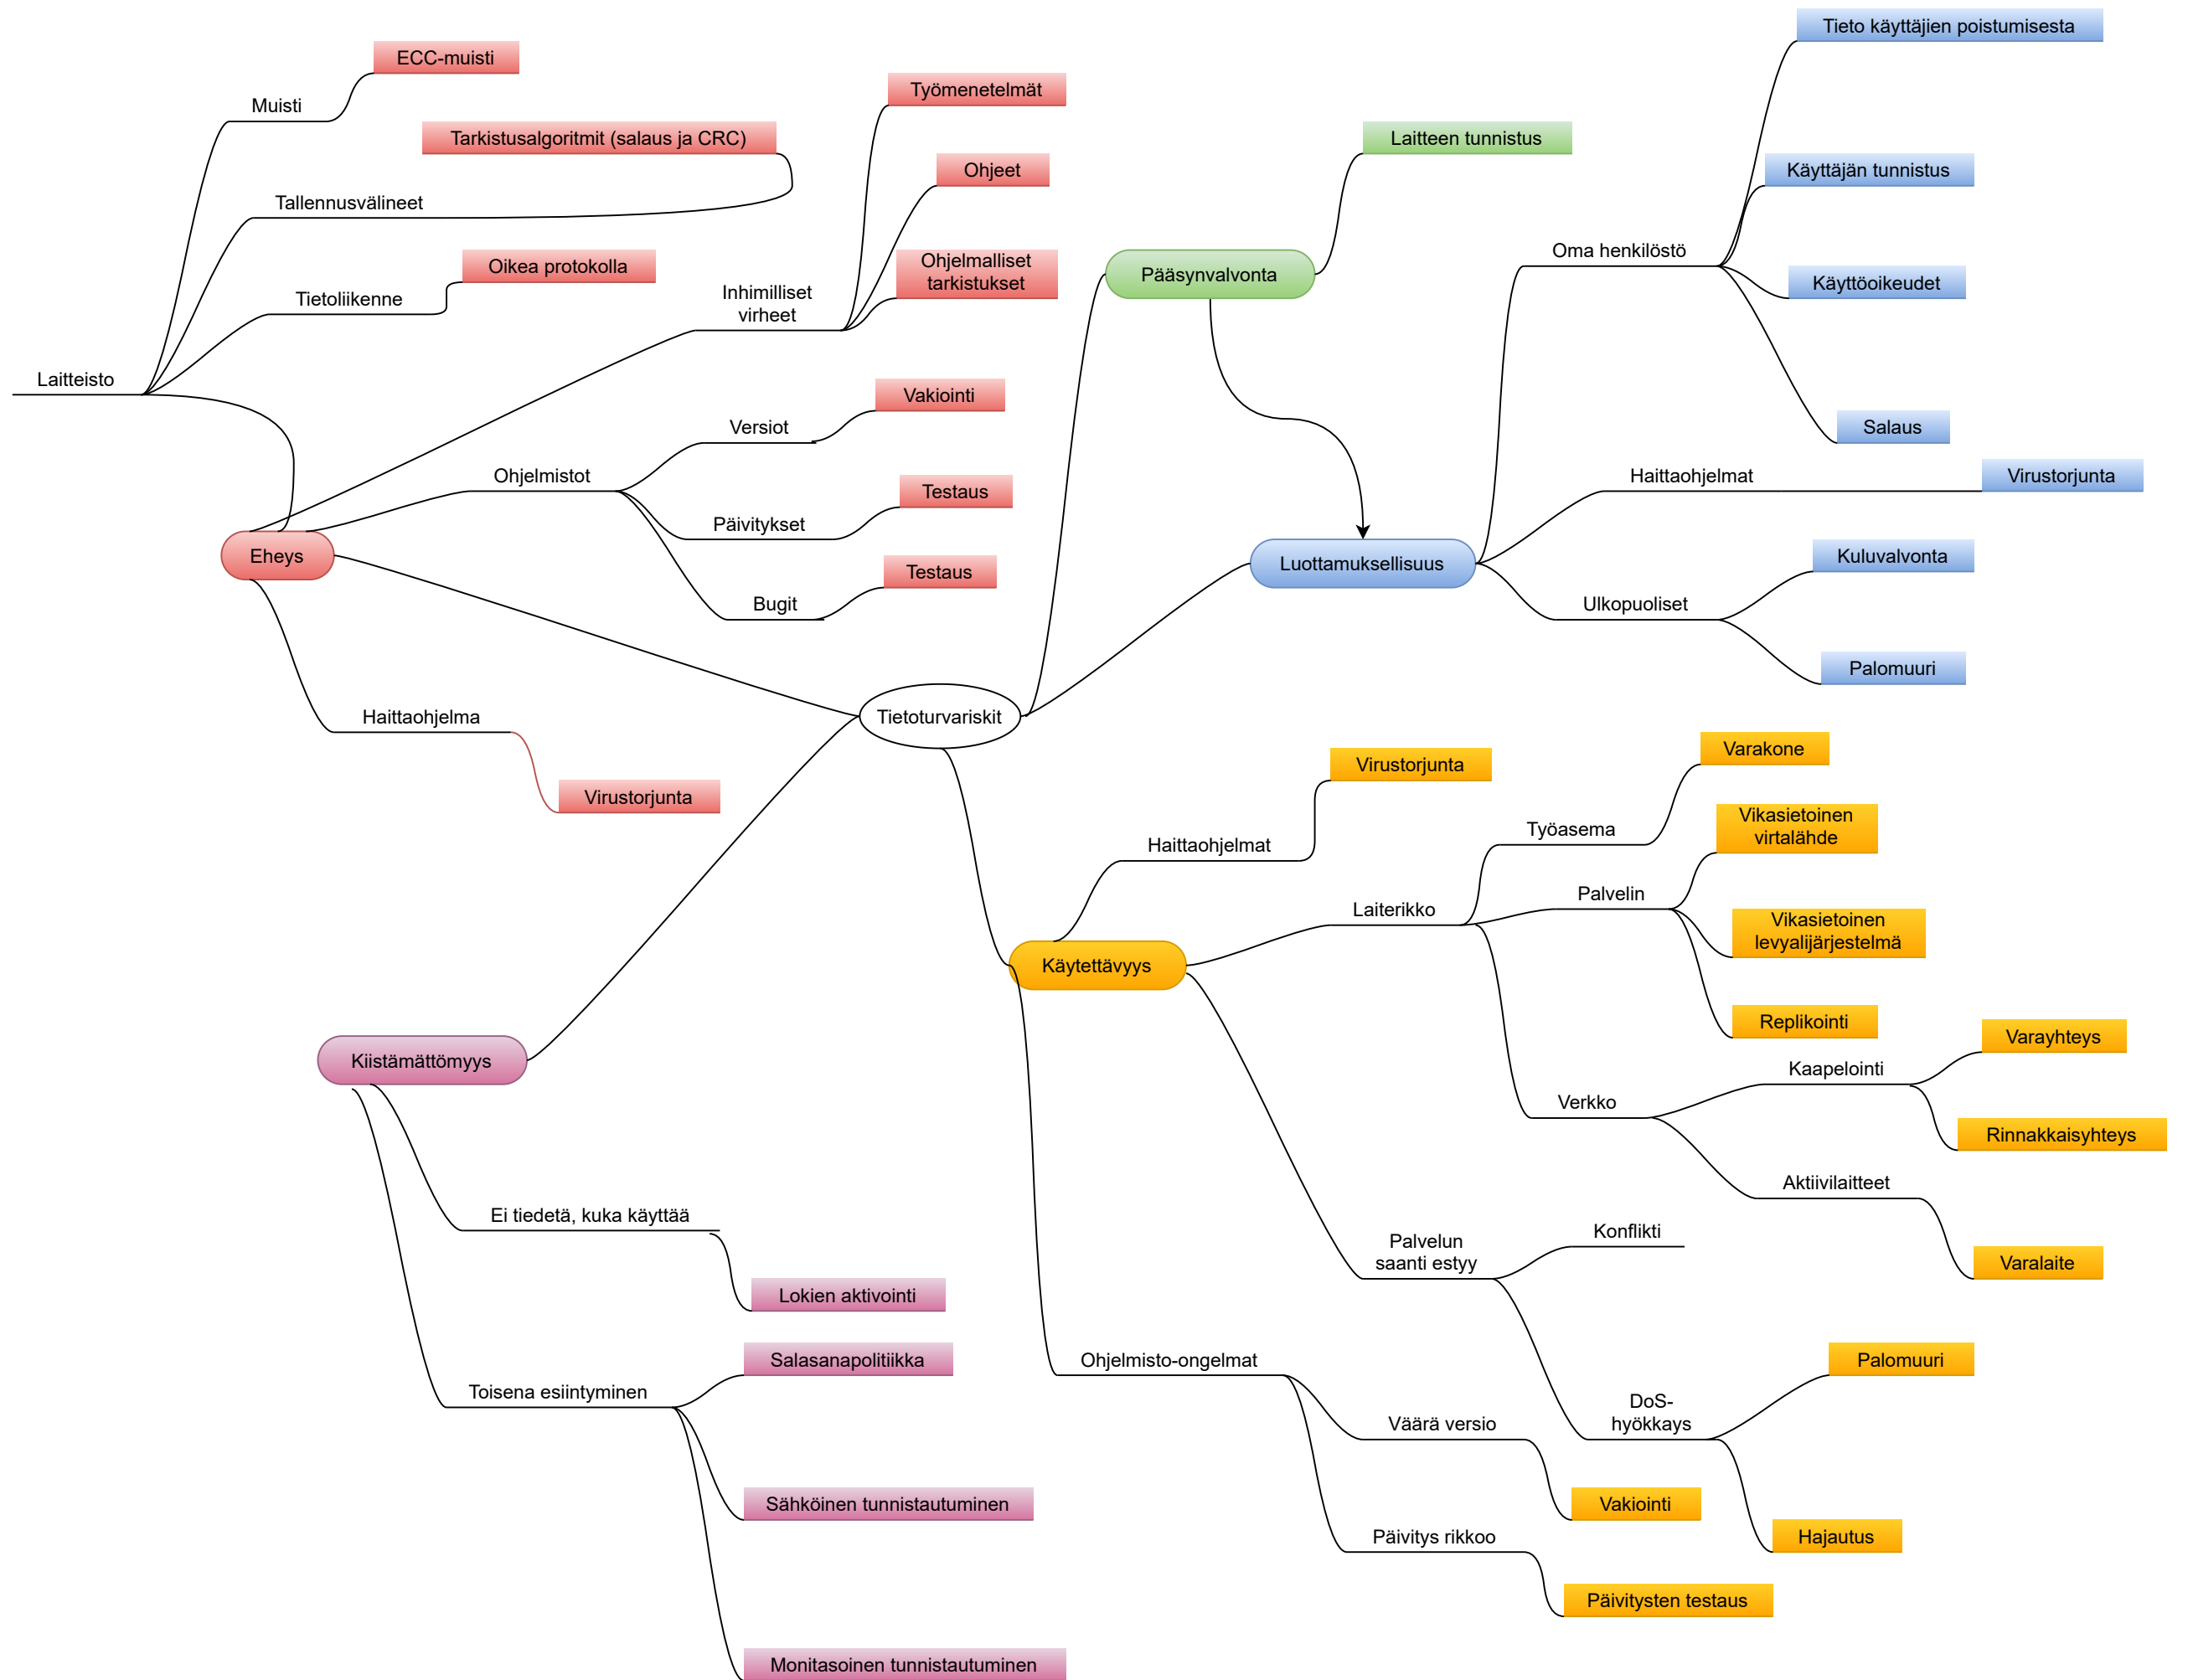 Tieto käyttäjien poistumisesta
ECC-muisti
Työmenetelmät
Muisti
Tarkistusalgoritmit (salaus ja CRC)
Laitteen tunnistus
Ohjeet
Käyttäjän tunnistus
Tallennusvälineet
Oma henkilöstö
Oikea protokolla
Ohjelmalliset
tarkistukset
Pääsynvalvonta
Käyttöoikeudet
Tietoliikenne
Inhimilliset
virheet
Laitteisto
Vakiointi
Versiot
Salaus
Ohjelmistot
Haittaohjelmat
Virustorjunta
Testaus
Päivitykset
Eheys
Luottamuksellisuus
Kuluvalvonta
Testaus
Bugit
Ulkopuoliset
Palomuuri
Haittaohjelma
Tietoturvariskit
Varakone
Virustorjunta
Virustorjunta
Vikasietoinen
virtalähde
Työasema
Haittaohjelmat
Palvelin
Laiterikko
Vikasietoinen
levyalijärjestelmä
Käytettävyys
Replikointi
Varayhteys
Kiistämättömyys
Kaapelointi
Verkko
Rinnakkaisyhteys
Aktiivilaitteet
Ei tiedetä, kuka käyttää
Konflikti
Palvelun
saanti estyy
Varalaite
Lokien aktivointi
Salasanapolitiikka
Ohjelmisto-ongelmat
Palomuuri
Toisena esiintyminen
DoS-
hyökkays
Väärä versio
Sähköinen tunnistautuminen
Vakiointi
Päivitys rikkoo
Hajautus
Päivitysten testaus
Monitasoinen tunnistautuminen